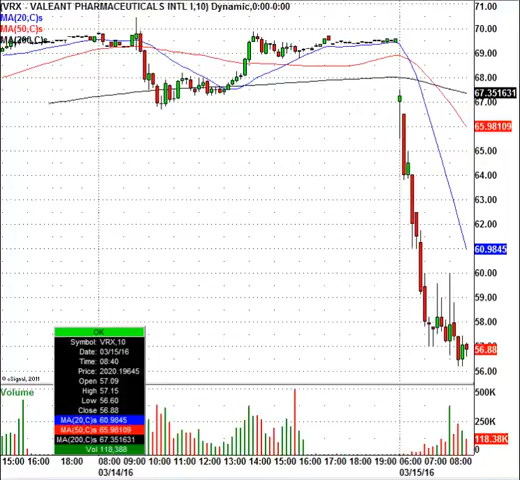 (VRX - VALEANT PHARMACEUTICALS INTL I,10) Dynamic,0:00-0:00
MA(20,C)s
MA(50,C)s
MA(200,C)s
71.00
70.00
69.00
68.00
67.351631
67.00
65.98109
65.00
64.00
63.00
62.00
60.9845
60.00
59.00
58.00
57.00
56.88
56.00
OK
Symbol: VRX,10
Date: 03/15/16
Time: 08:40
Price: 2020.19645
Open 57.09
High 57.15
Low 56.60
Close 56.88
MA(20,C)s 60.9845
MA(50,C)s 65.98109
MA(200,C)s 67.351631
Vol 118,388
© eSignal, 2011
Volume
500K
250K
118.38K
0
15:00 16:00 18:00 08:00 09:00 10:00 11:00 12:00 13:00 14:00 15:00 16:00 17:00 18:00 19:00 06:00 07:00 08:00
03/14/16 03/15/16